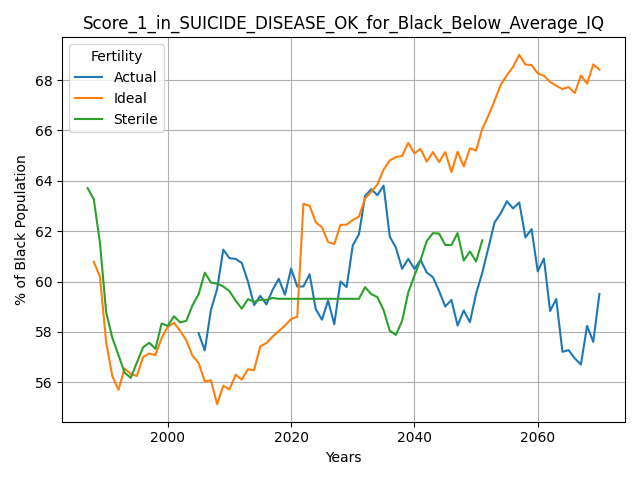 Score_1_in_SUICIDE_DISEASE_OK_for_Black_Below_Average_IQ
Fertility
Actual
Ideal
Sterile
% of Black Population
68
66
64
62
60
58
56
2000
2020
2040
2060
Years